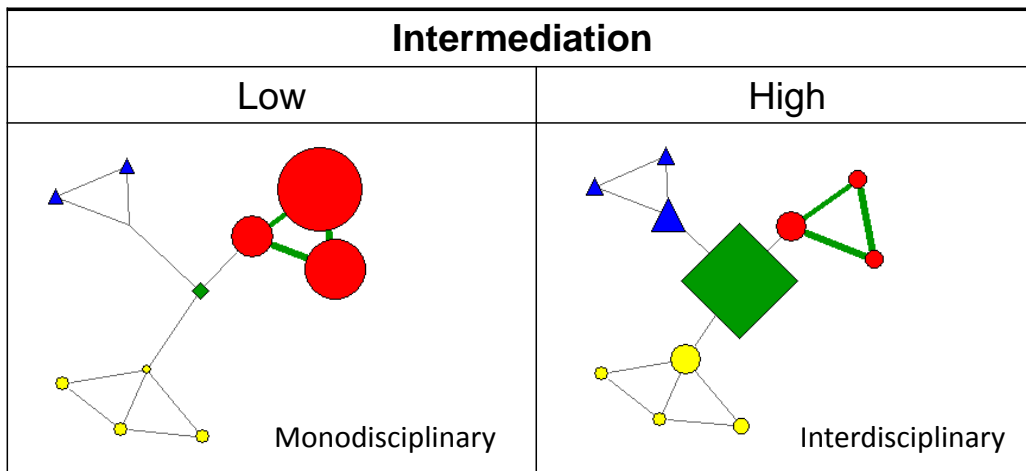 Intermediation
Low
High
Monodisciplinary
Interdisciplinary